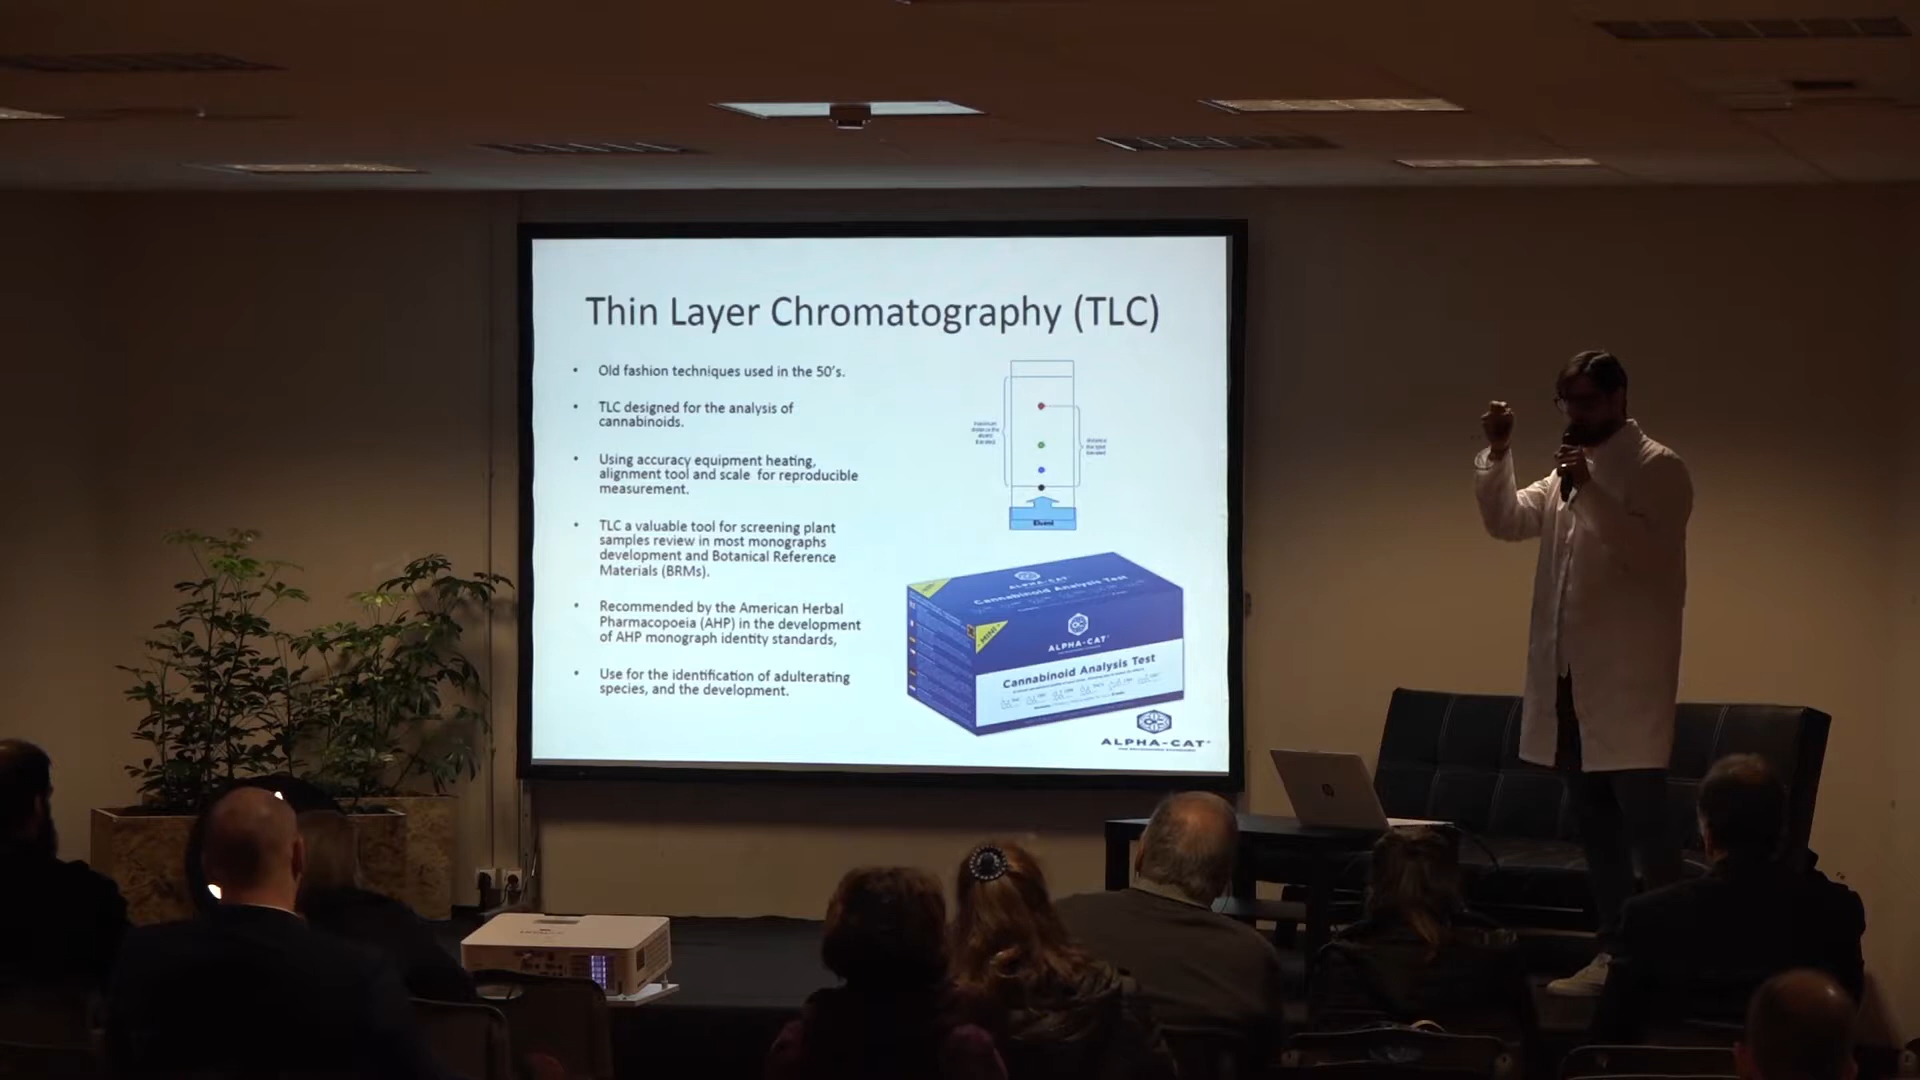 Thin Layer Chromatography (TLC)
• Old fashion techniques used in the 50's.
• TLC designed for the analysis of
cannabinoids.
• Using accuracy equipment heating,
alignment tool and scale for reproducible
measurement.
• TLC a valuable tool for screening plant
samples review in most monographs
development and Botanical Reference
Materials (BRMs).
• Recommended by the American Herbal
Pharmacopoeia (AHP) in the development
of AHP monograph identity standards,
• Use for the identification of adulterating
species, and the development.
Eluent
ALPHA-CAT
Cannabinoid Analysis Test
MINI
ALPHA-CAT
Cannabinoid Analysis Test
ALPHA-CAT